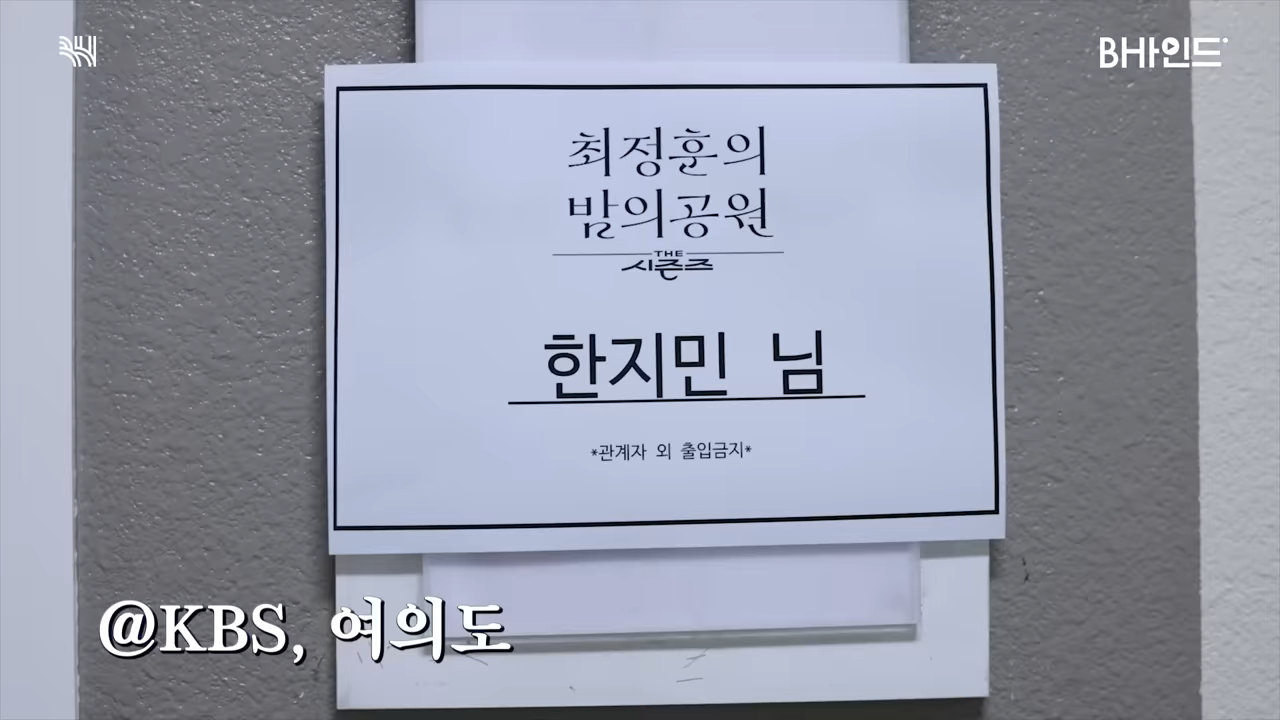 BH바인드
최정훈의
밤의공원
THE
시즌즈
한지민 님
*관계자 외 출입금지*
@KBS, 여의도